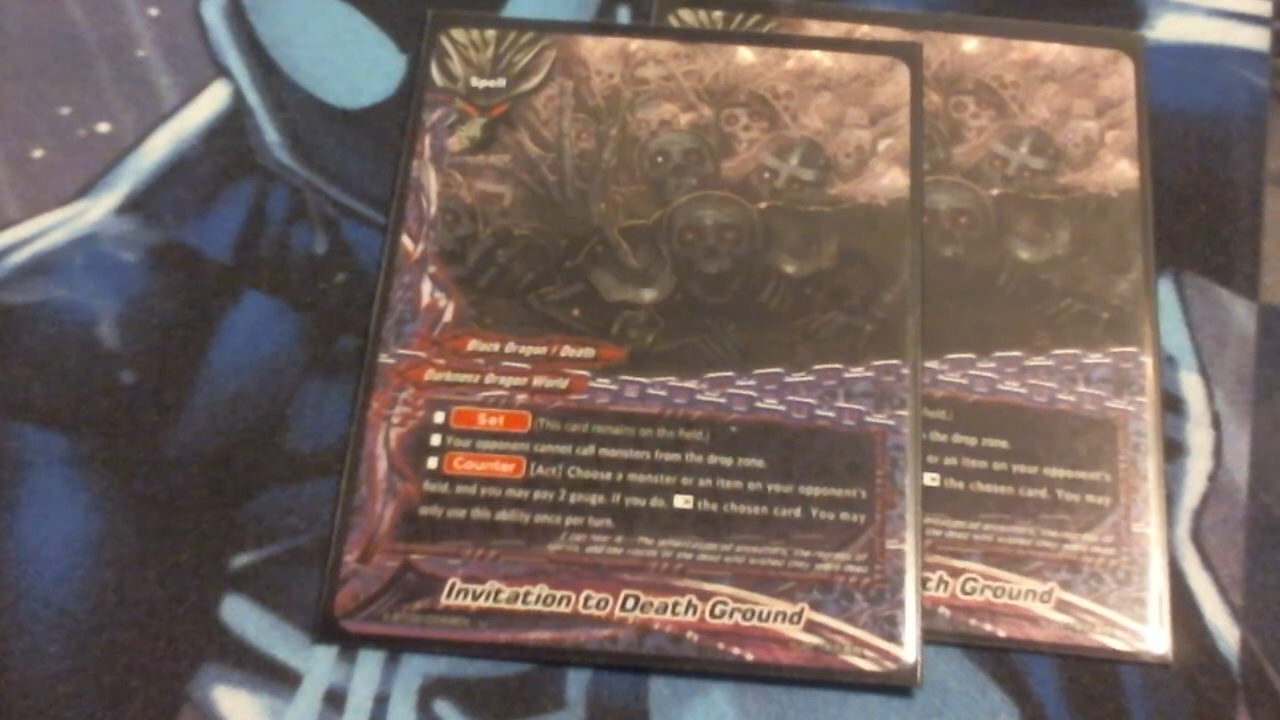 Spell
Black Dragon / Death
Darkness Dragon World
Set (This card remains on the field.)
Your opponent cannot call monsters from the drop zone.
Counter [Act] Choose a monster or an item on your opponent's
field, and you may pay 2 gauge. If you do, the chosen card. You may
only use this ability once per turn.
Invitation to Death Ground
field.)
the drop zone.
or an item on your opponent's
the chosen card. You may
th Ground